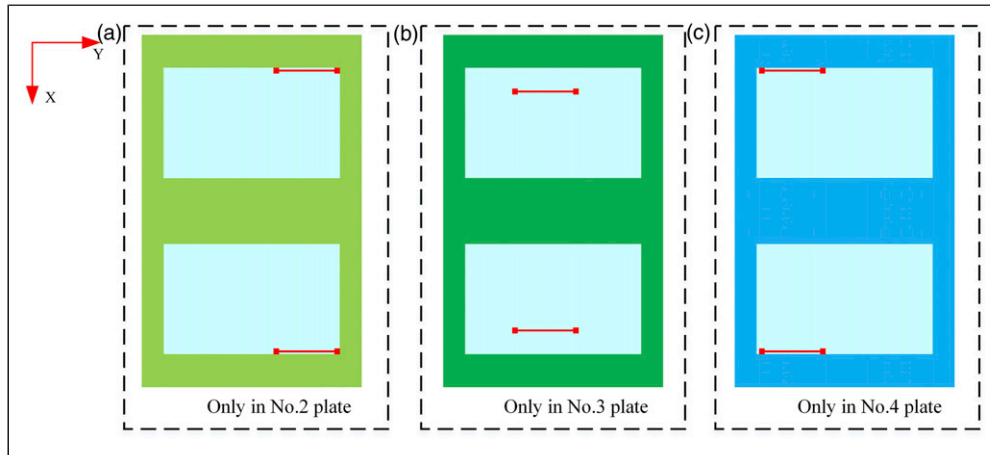 (a)
(b)
(c)
Y
X
Only in No.2 plate
Only in No.3 plate
Only in No.4 plate